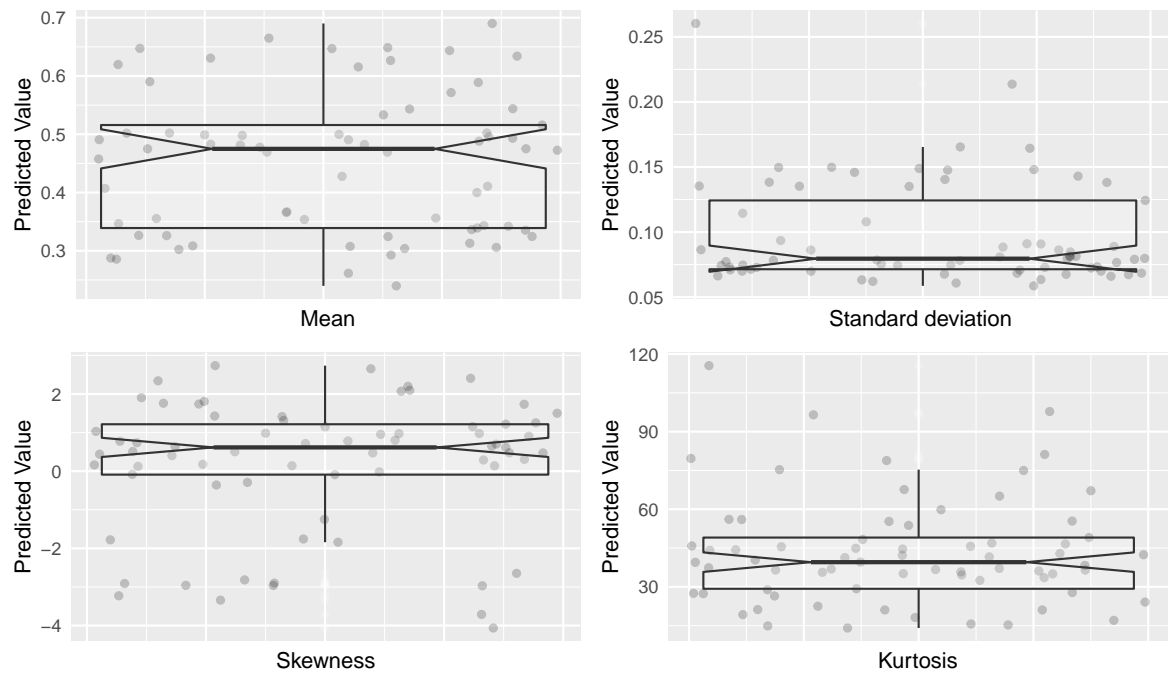 0.7
0.6
0.5
0.4
0.3
Predicted Value
Mean
0.25
0.20
0.15
0.10
0.05
Predicted Value
Standard deviation
2
0
−2
−4
Predicted Value
Skewness
120
90
60
30
Predicted Value
Kurtosis